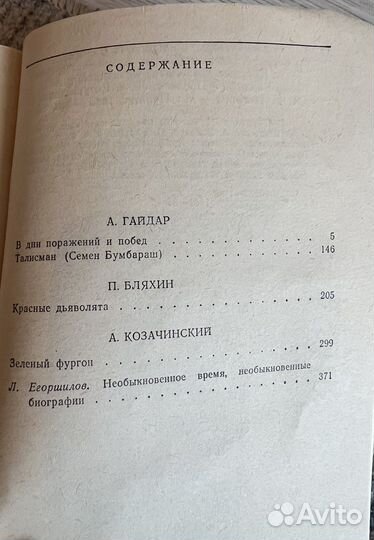 СОДЕРЖАНИЕ
А. ГАЙДАР
В дни поражений и побед . . . . . . . . . . . . 5
Талисман (Семен Бумбараш) . . . . . . . . . . . 146
П. БЛЯХИН
Красные дьяволята . . . . . . . . . . . . . . 205
А. КОЗАЧИНСКИЙ
Зеленый фургон . . . . . . . . . . . . . . . 299
Л. Егоршилов. Необыкновенное время, необыкновенные
биографии . . . . . . . . . . . . . . . 371
Avito